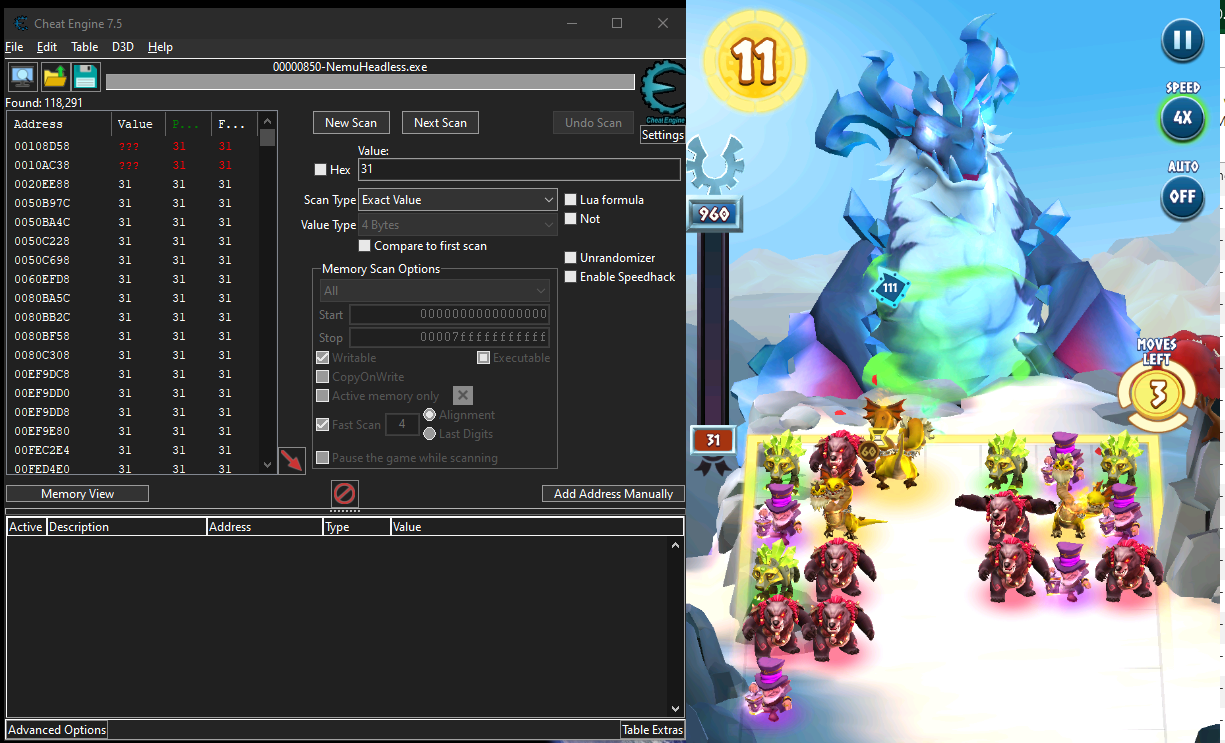 Cheat Engine 7.5
File Edit Table D3D Help
00000850-NemuHeadless.exe
Found: 118,291
Address Value P... F...
00108D58 ??? 31 31
0010AC38 ??? 31 31
0020EE88 31 31 31
0050B97C 31 31 31
0050BA4C 31 31 31
0050C228 31 31 31
0050C698 31 31 31
0060EFD8 31 31 31
0080BA5C 31 31 31
0080BB2C 31 31 31
0080BF58 31 31 31
0080C308 31 31 31
00EF9DC8 31 31 31
00EF9DD0 31 31 31
00EF9DD8 31 31 31
00EF9E80 31 31 31
00FEC2E4 31 31 31
00FED4E0 31 31 31
New Scan Next Scan Undo Scan
Cheat Engine
Settings
Value:
Hex 31
Scan Type Exact Value
Lua formula
Value Type 4 Bytes
Not
Compare to first scan
Unrandomizer
Enable Speedhack
Memory Scan Options
All
Start 0000000000000000
Stop 00007fffffffffff
Writable Executable
CopyOnWrite
Active memory only
Fast Scan 4 Alignment
Last Digits
Pause the game while scanning
Memory View
Add Address Manually
Active Description Address Type Value
Advanced Options
Table Extras
11
SPEED
4X
AUTO
OFF
960
111
MOVES
LEFT
3
31
60